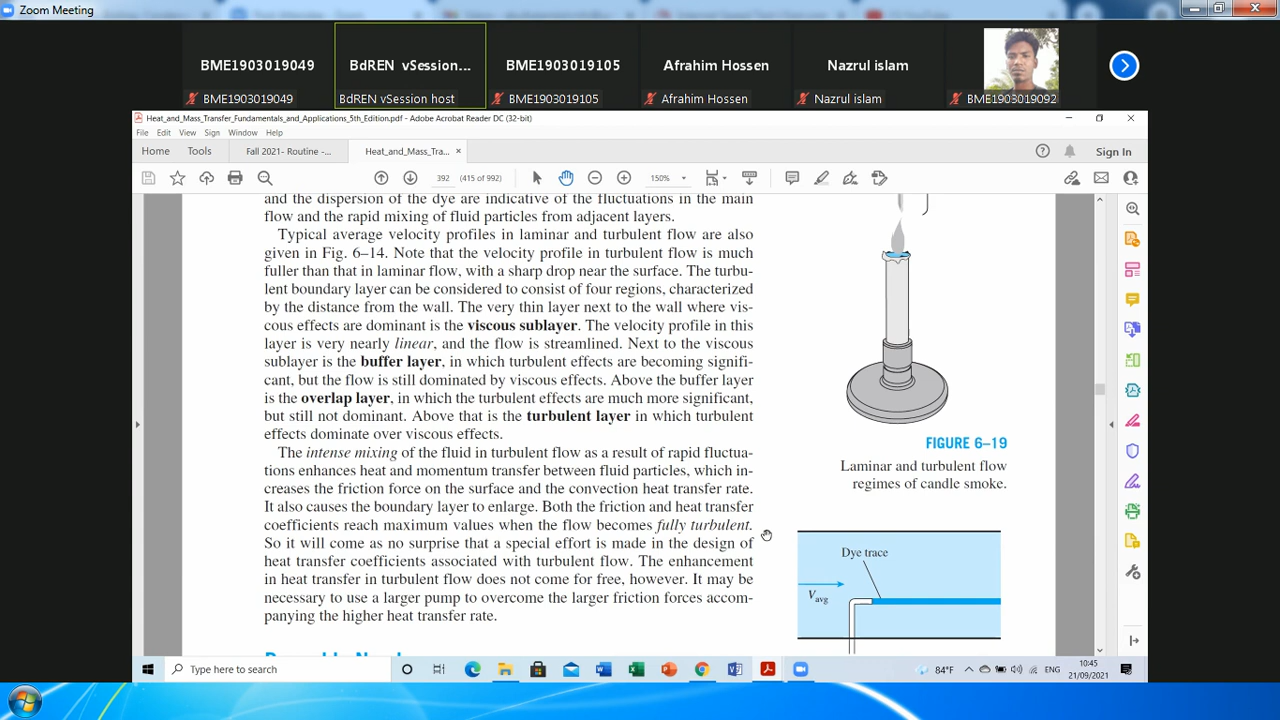 Zoom Meeting
BME1903019049
BdREN vSession...
BME1903019105
Afrahim Hossen
Nazrul islam
BME1903019049
BdREN vSession host
BME1903019105
Afrahim Hossen
Nazrul islam
BME1903019092
Heat_and_Mass_Transfer_Fundamentals_and_Applications_5th_Edition.pdf - Adobe Acrobat Reader DC (32-bit)
File Edit View Sign Window Help
Home Tools Fall 2021- Routine -... Heat_and_Mass_Tra... × Sign In
392 (415 of 992) 150%
and the dispersion of the dye are indicative of the fluctuations in the main
flow and the rapid mixing of fluid particles from adjacent layers.
Typical average velocity profiles in laminar and turbulent flow are also
given in Fig. 6–14. Note that the velocity profile in turbulent flow is much
fuller than that in laminar flow, with a sharp drop near the surface. The turbu-
lent boundary layer can be considered to consist of four regions, characterized
by the distance from the wall. The very thin layer next to the wall where vis-
cous effects are dominant is the viscous sublayer. The velocity profile in this
layer is very nearly linear, and the flow is streamlined. Next to the viscous
sublayer is the buffer layer, in which turbulent effects are becoming signifi-
cant, but the flow is still dominated by viscous effects. Above the buffer layer
is the overlap layer, in which the turbulent effects are much more significant,
but still not dominant. Above that is the turbulent layer in which turbulent
effects dominate over viscous effects.
The intense mixing of the fluid in turbulent flow as a result of rapid fluctua-
tions enhances heat and momentum transfer between fluid particles, which in-
creases the friction force on the surface and the convection heat transfer rate.
It also causes the boundary layer to enlarge. Both the friction and heat transfer
coefficients reach maximum values when the flow becomes fully turbulent.
So it will come as no surprise that a special effort is made in the design of
heat transfer coefficients associated with turbulent flow. The enhancement
in heat transfer in turbulent flow does not come for free, however. It may be
necessary to use a larger pump to overcome the larger friction forces accom-
panying the higher heat transfer rate.
FIGURE 6–19
Laminar and turbulent flow
regimes of candle smoke.
Dye trace
Vavg
Type here to search
84°F
ENG
10:45
21/09/2021